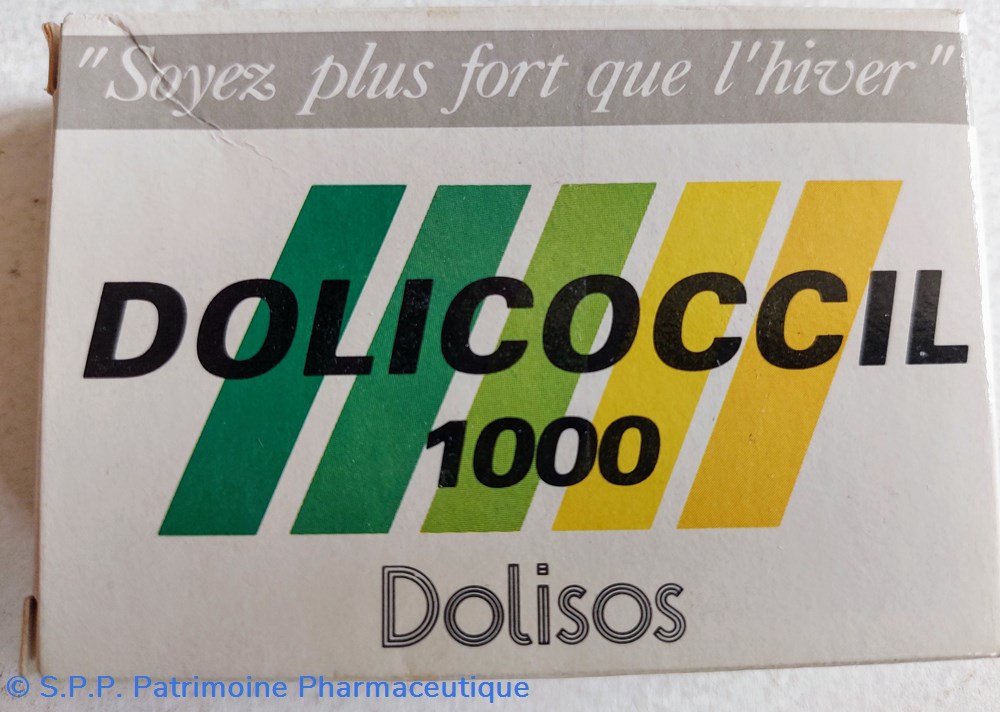 "Soyez plus fort que l'hiver"
DOLICOCCIL
1000
Dolisos
© S.P.P. Patrimoine Pharmaceutique